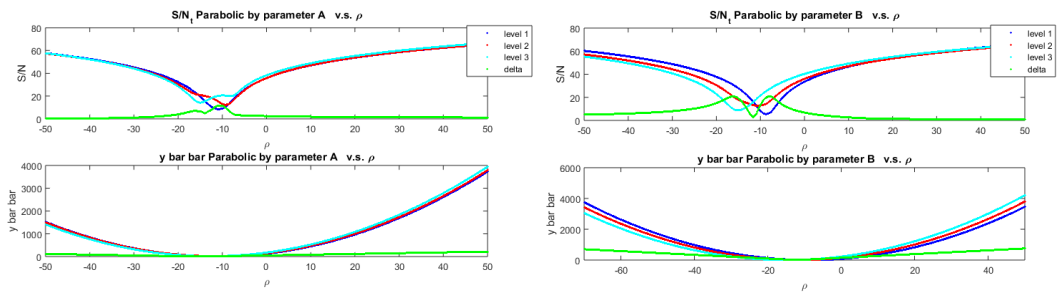 S/Nt Parabolic by parameter A v.s. ρ
80
60
40
20
0
S/N
-50 -40 -30 -20 -10 0 10 20 30 40 50
ρ
level 1
level 2
level 3
delta
y bar bar Parabolic by parameter A v.s. ρ
4000
3000
2000
1000
0
y bar bar
-50 -40 -30 -20 -10 0 10 20 30 40 50
ρ
S/Nt Parabolic by parameter B v.s. ρ
80
60
40
20
0
S/N
-50 -40 -30 -20 -10 0 10 20 30 40 50
ρ
level 1
level 2
level 3
delta
y bar bar Parabolic by parameter B v.s. ρ
6000
4000
2000
0
y bar bar
-60 -40 -20 0 20 40
ρ